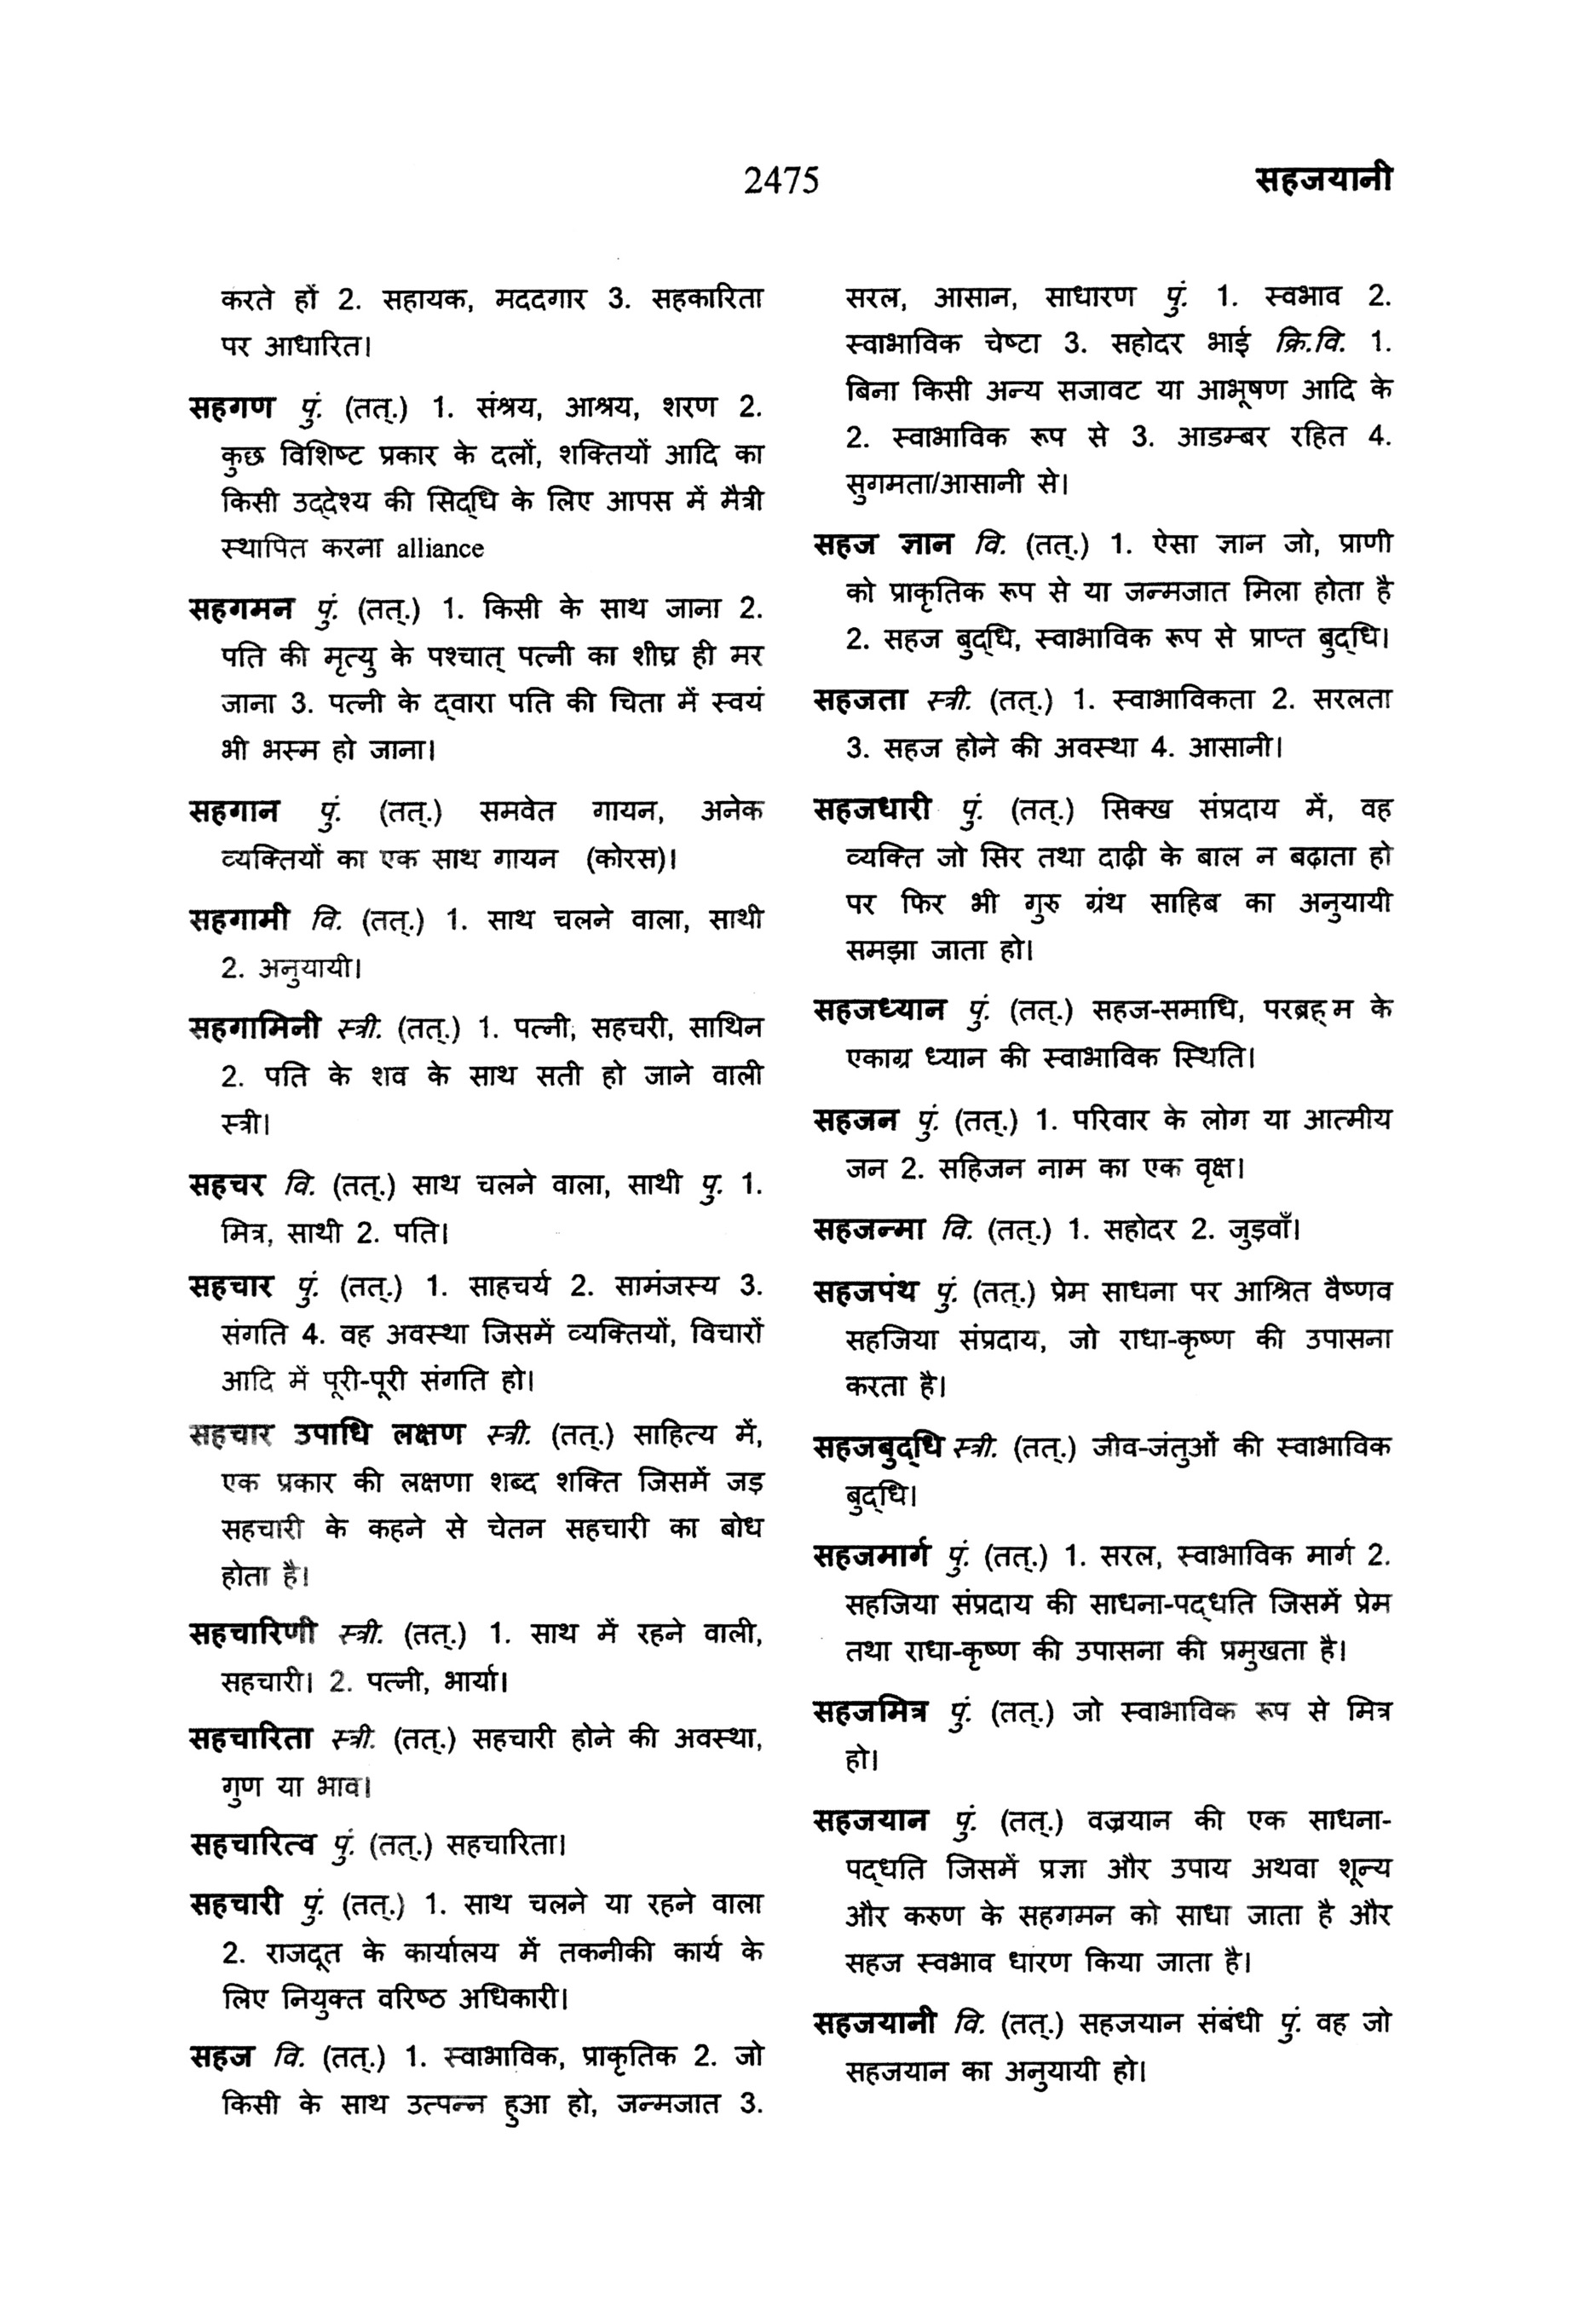 2475
सहजयानी
करते हों 2. सहायक, मददगार 3. सहकारिता
पर आधारित।
सहगण पुं. (तत्.) 1. संश्रय, आश्रय, शरण 2.
कुछ विशिष्ट प्रकार के दलों, शक्तियों आदि का
किसी उद्‌देश्य की सिद्‌धि के लिए आपस में मैत्री
स्थापित करना alliance
सहगमन पुं. (तत्.) 1. किसी के साथ जाना 2.
पति की मृत्यु के पश्चात् पत्नी का शीघ्र ही मर
जाना 3. पत्नी के द्‌वारा पति की चिता में स्वयं
भी भस्म हो जाना।
सहगान पुं. (तत्.) समवेत गायन, अनेक
व्यक्तियों का एक साथ गायन (कोरस)।
सहगामी वि. (तत्.) 1. साथ चलने वाला, साथी
2. अनुयायी।
सहगामिनी स्त्री. (तत्.) 1. पत्नी, सहचरी, साथिन
2. पति के शव के साथ सती हो जाने वाली
स्त्री।
सहचर वि. (तत्.) साथ चलने वाला, साथी पु. 1.
मित्र, साथी 2. पति।
सहचार पुं. (तत्.) 1. साहचर्य 2. सामंजस्य 3.
संगति 4. वह अवस्था जिसमें व्यक्तियों, विचारों
आदि में पूरी-पूरी संगति हो।
सहचार उपाधि लक्षण स्त्री. (तत्.) साहित्य में,
एक प्रकार की लक्षणा शब्द शक्ति जिसमें जड़
सहचारी के कहने से चेतन सहचारी का बोध
होता है।
सहचारिणी स्त्री. (तत्.) 1. साथ में रहने वाली,
सहचारी। 2. पत्नी, भार्या।
सहचारिता स्त्री. (तत्.) सहचारी होने की अवस्था,
गुण या भाव।
सहचारित्व पुं. (तत्.) सहचारिता।
सहचारी पुं. (तत्.) 1. साथ चलने या रहने वाला
2. राजदूत के कार्यालय में तकनीकी कार्य के
लिए नियुक्त वरिष्ठ अधिकारी।
सहज वि. (तत्.) 1. स्वाभाविक, प्राकृतिक 2. जो
किसी के साथ उत्पन्न हुआ हो, जन्मजात 3.
सरल, आसान, साधारण पुं. 1. स्वभाव 2.
स्वाभाविक चेष्टा 3. सहोदर भाई क्रि.वि. 1.
बिना किसी अन्य सजावट या आभूषण आदि के
2. स्वाभाविक रूप से 3. आडम्बर रहित 4.
सुगमता/आसानी से।
सहज ज्ञान वि. (तत्.) 1. ऐसा ज्ञान जो, प्राणी
को प्राकृतिक रूप से या जन्मजात मिला होता है
2. सहज बुद्‌धि, स्वाभाविक रूप से प्राप्त बुद्‌धि।
सहजता स्त्री. (तत्.) 1. स्वाभाविकता 2. सरलता
3. सहज होने की अवस्था 4. आसानी।
सहजधारी पुं. (तत्.) सिक्ख संप्रदाय में, वह
व्यक्ति जो सिर तथा दाढ़ी के बाल न बढ़ाता हो
पर फिर भी गुरु ग्रंथ साहिब का अनुयायी
समझा जाता हो।
सहजध्यान पुं. (तत्.) सहज-समाधि, परब्रह्‌म के
एकाग्र ध्यान की स्वाभाविक स्थिति।
सहजन पुं. (तत्.) 1. परिवार के लोग या आत्मीय
जन 2. सहिजन नाम का एक वृक्ष।
सहजन्मा वि. (तत्.) 1. सहोदर 2. जुड़वाँ।
सहजपंथ पुं. (तत्.) प्रेम साधना पर आश्रित वैष्णव
सहजिया संप्रदाय, जो राधा-कृष्ण की उपासना
करता है।
सहजबुद्‌धि स्त्री. (तत्.) जीव-जंतुओं की स्वाभाविक
बुद्‌धि।
सहजमार्ग पुं. (तत्.) 1. सरल, स्वाभाविक मार्ग 2.
सहजिया संप्रदाय की साधना-पद्‌धति जिसमें प्रेम
तथा राधा-कृष्ण की उपासना की प्रमुखता है।
सहजमित्र पुं. (तत्.) जो स्वाभाविक रूप से मित्र
हो।
सहजयान पुं. (तत्.) वज्रयान की एक साधना-
पद्‌धति जिसमें प्रज्ञा और उपाय अथवा शून्य
और करुण के सहगमन को साधा जाता है और
सहज स्वभाव धारण किया जाता है।
सहजयानी वि. (तत्.) सहजयान संबंधी पुं. वह जो
सहजयान का अनुयायी हो।